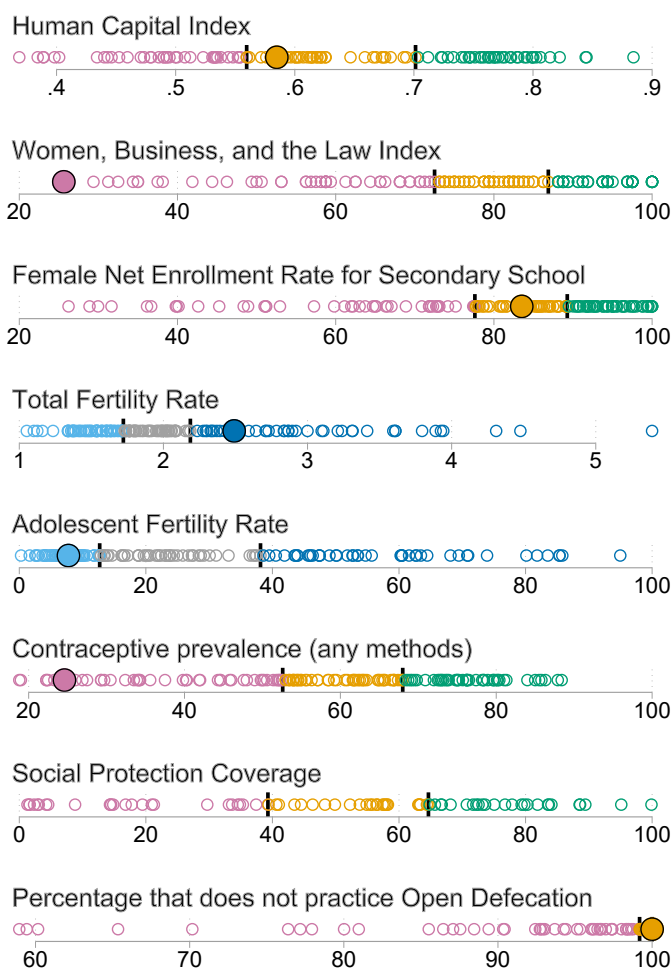 Human Capital Index
.4 .5 .6 .7 .8 .9
Women, Business, and the Law Index
20 40 60 80 100
Female Net Enrollment Rate for Secondary School
20 40 60 80 100
Total Fertility Rate
1 2 3 4 5
Adolescent Fertility Rate
0 20 40 60 80 100
Contraceptive prevalence (any methods)
20 40 60 80 100
Social Protection Coverage
0 20 40 60 80 100
Percentage that does not practice Open Defecation
60 70 80 90 100